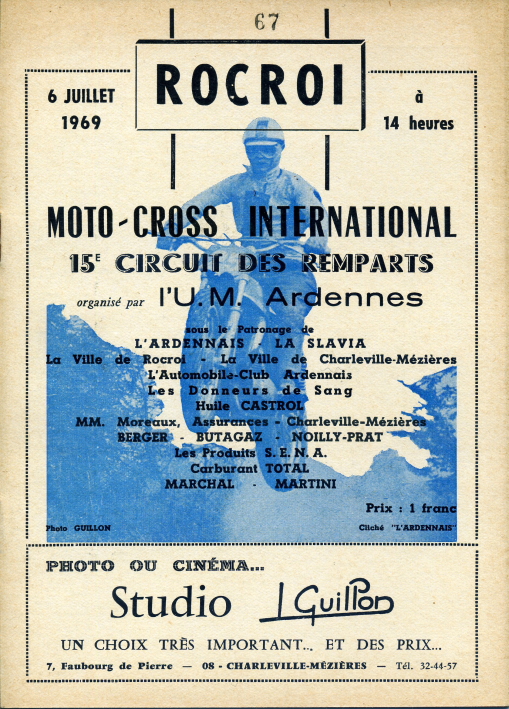 67
ROCROI
6 JUILLET
1969
à
14 heures
MOTO-CROSS INTERNATIONAL
15E CIRCUIT DES REMPARTS
organisé par l'U.M. Ardennes
sous le Patronage de
L'ARDENNAIS - LA SLAVIA
La Ville de Rocroi - La Ville de Charleville-Mézières
L'Automobile-Club Ardennais
Les Donneurs de Sang
Huile CASTROL
MM. Moreaux, Assurances - Charleville-Mézières
BERGER - BUTAGAZ - NOILLY-PRAT
Les Produits S.E.N.A.
Carburant TOTAL
MARCHAL - MARTINI
Prix : 1 franc
Photo GUILLON
Cliché "L'ARDENNAIS"
PHOTO OU CINÉMA...
Studio J Guillon
UN CHOIX TRÈS IMPORTANT... ET DES PRIX...
7, Faubourg de Pierre — 08 - CHARLEVILLE-MÉZIÈRES — Tél. 32-44-57